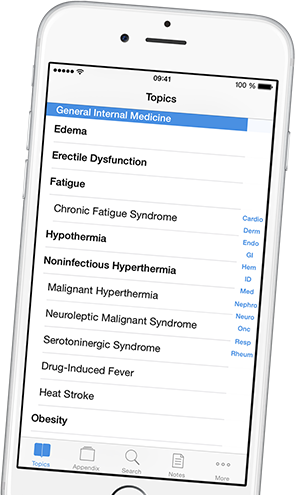 09:41
100 %
Topics
General Internal Medicine
Edema
Erectile Dysfunction
Fatigue
Chronic Fatigue Syndrome
Hypothermia
Noninfectious Hyperthermia
Malignant Hyperthermia
Neuroleptic Malignant Syndrome
Serotoninergic Syndrome
Drug-Induced Fever
Heat Stroke
Obesity
Cardio
Derm
Endo
GI
Hem
ID
Med
Nephro
Neuro
Onc
Resp
Rheum
Topics
Appendix
Search
Notes
More